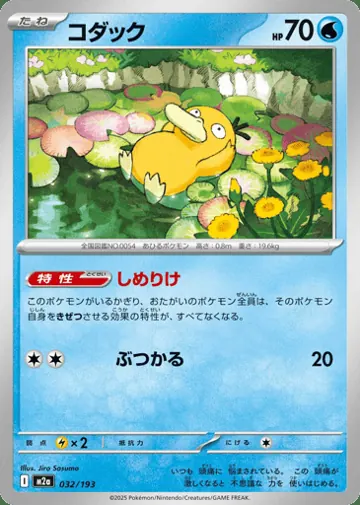 たね コダック HP70
全国図鑑NO.0054 あひるポケモン 高さ:0.8m 重さ:19.6kg
特性 とくせい しめりけ
このポケモンがいるかぎり、おたがいのポケモン全員は、そのポケモン
自身をきぜつさせる効果の特性が、すべてなくなる。
ぶつかる 20
弱点 ×2 抵抗力 にげる
Illus. Jiro Sasumo
I M2a 032/193
いつも 頭痛に 悩まされている。 この 頭痛が
激しくなると 不思議な 力を 使いはじめる。
©2025 Pokémon/Nintendo/Creatures/GAME FREAK.